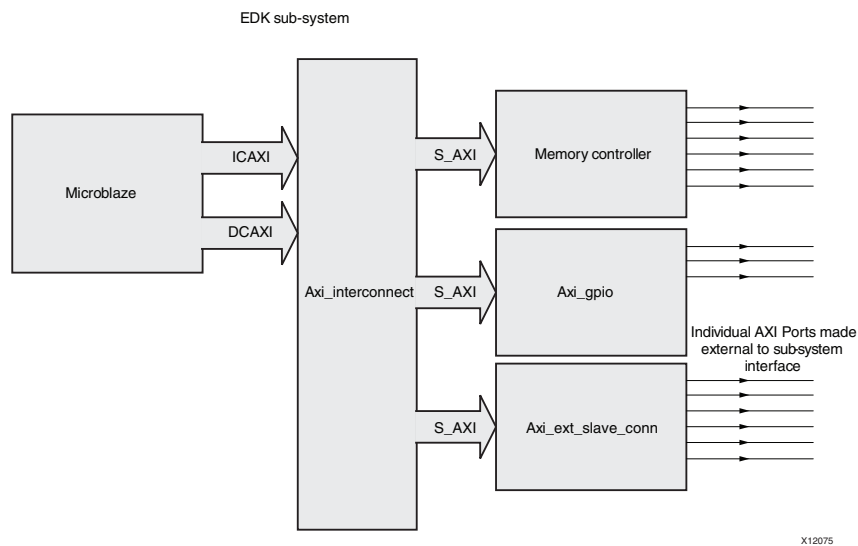 EDK sub-system
Microblaze
ICAXI
DCAXI
Axi_interconnect
S_AXI
Memory controller
S_AXI
Axi_gpio
Individual AXI Ports made
external to sub-system
interface
S_AXI
Axi_ext_slave_conn
X12075